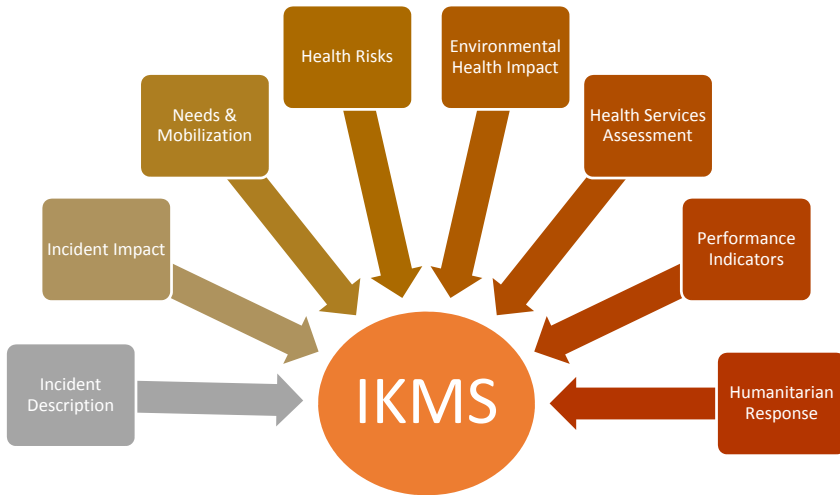 Health Risks
Environmental
Health Impact
Needs &
Mobilization
Health Services
Assessment
Incident Impact
Performance
Indicators
Incident
Description
IKMS
Humanitarian
Response